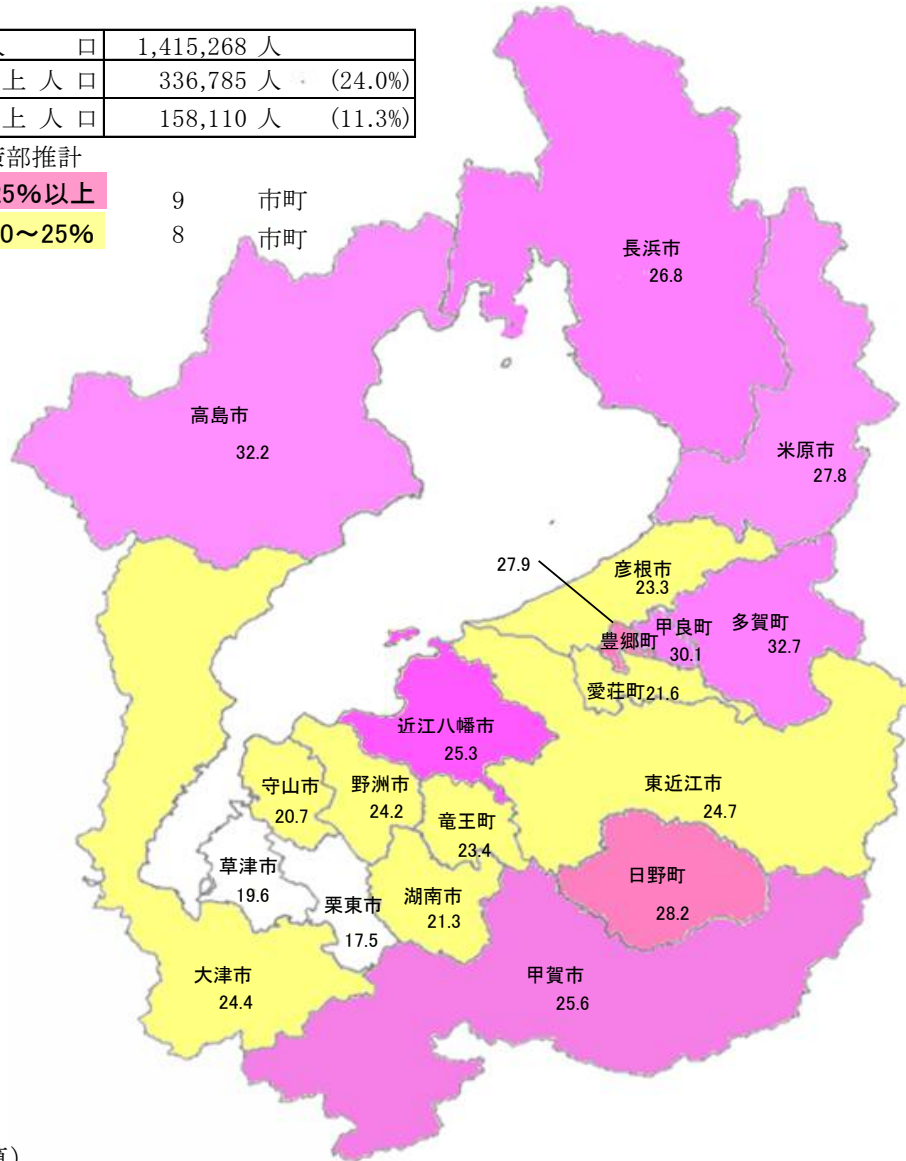 口 1,415,268 人
上 人 口 336,785 人 (24.0%)
上 人 口 158,110 人 (11.3%)
部推計
5%以上 9 市町
0～25% 8 市町
長浜市
26.8
高島市
32.2
米原市
27.8
27.9
彦根市
23.3
豊郷町
甲良町
30.1
多賀町
32.7
愛荘町21.6
近江八幡市
25.3
東近江市
24.7
守山市
20.7
野洲市
24.2
竜王町
23.4
草津市
19.6
栗東市
17.5
湖南市
21.3
日野町
28.2
大津市
24.4
甲賀市
25.6